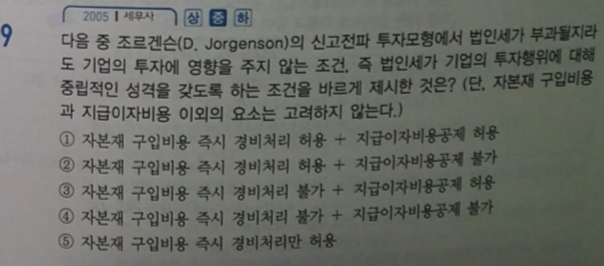 2005 세무사 상 중 하
9
다음 중 조르겐슨(D. Jorgenson)의 신고전파 투자모형에서 법인세가 부과될지라
도 기업의 투자에 영향을 주지 않는 조건, 즉 법인세가 기업의 투자행위에 대해
중립적인 성격을 갖도록 하는 조건을 바르게 제시한 것은? (단, 자본재 구입비용
과 지급이자비용 이외의 요소는 고려하지 않는다.)
① 자본재 구입비용 즉시 경비처리 허용 + 지급이자비용공제 허용
② 자본재 구입비용 즉시 경비처리 허용 + 지급이자비용공제 불가
③ 자본재 구입비용 즉시 경비처리 불가 + 지급이자비용공제 허용
④ 자본재 구입비용 즉시 경비처리 불가 + 지급이자비용공제 불가
⑤ 자본재 구입비용 즉시 경비처리만 허용